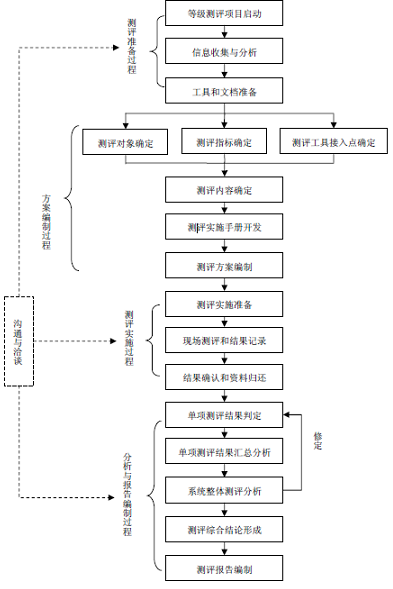 等级测评项目启动
测评准备过程
信息收集与分析
工具和文档准备
测评对象确定
测评指标确定
测评工具接入点确定
方案编制过程
测评内容确定
测评实施手册开发
测评方案编制
沟通与洽谈
测评实施过程
测评实施准备
现场测评和结果记录
结果确认和资料归还
分析与报告编制过程
单项测评结果判定
修定
单项测评结果汇总分析
系统整体测评分析
测评综合结论形成
测评报告编制